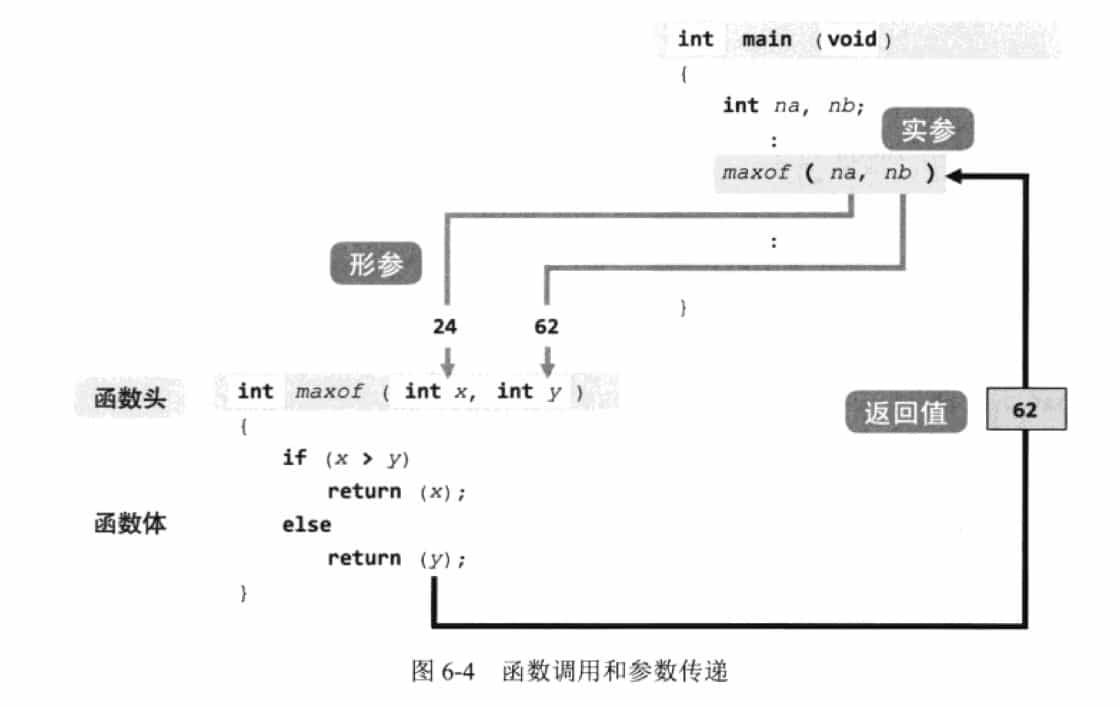 int main (void)
{
int na, nb;
实参
:
maxof ( na, nb )
:
形参
}
24 62
函数头 int maxof ( int x, int y )
返回值 62
{
if (x > y)
return (x);
函数体 else
return (y);
}
图 6-4 函数调用和参数传递